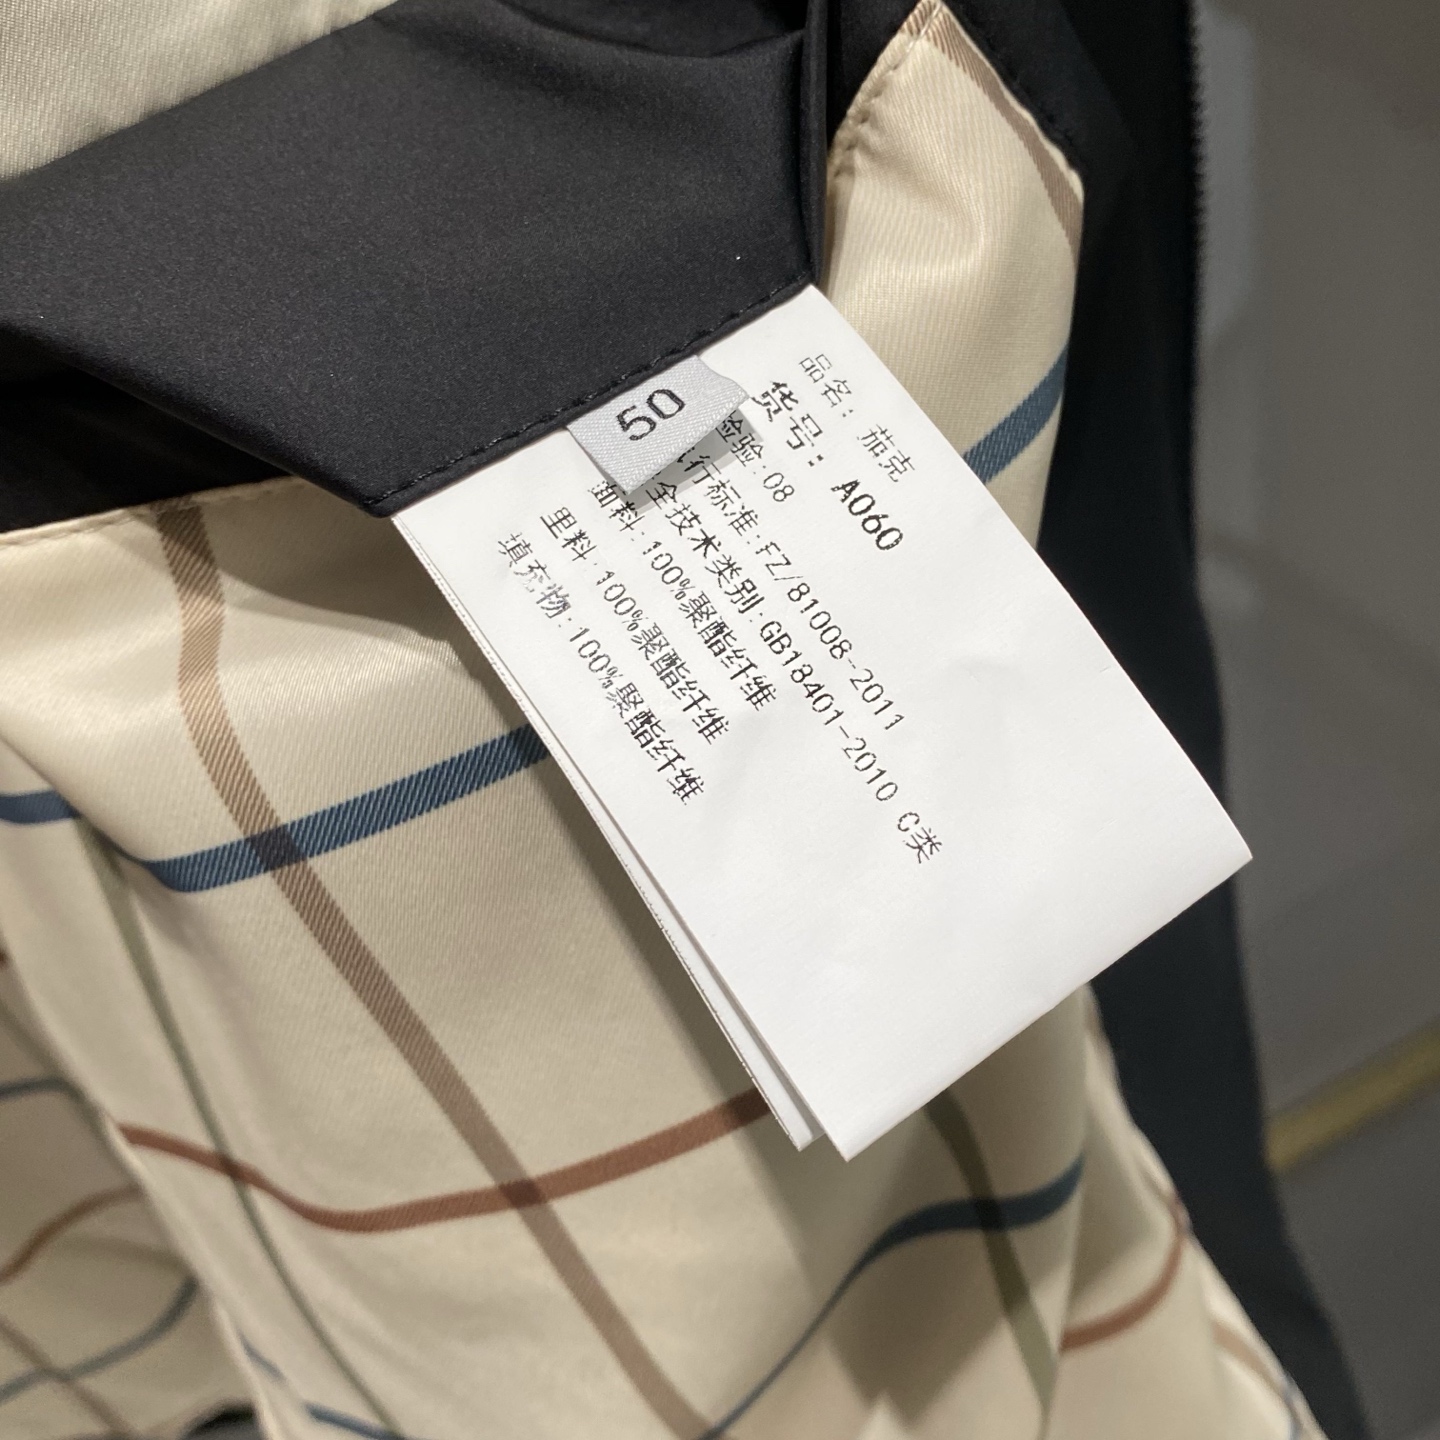 50
品名: 茄克
货号: A060
检验:08
行标准:FZ/81008-2011
全技术类别:GB18401-2010 C类
面料:100%聚酯纤维
里料:100%聚酯纤维
填充物:100%聚酯纤维